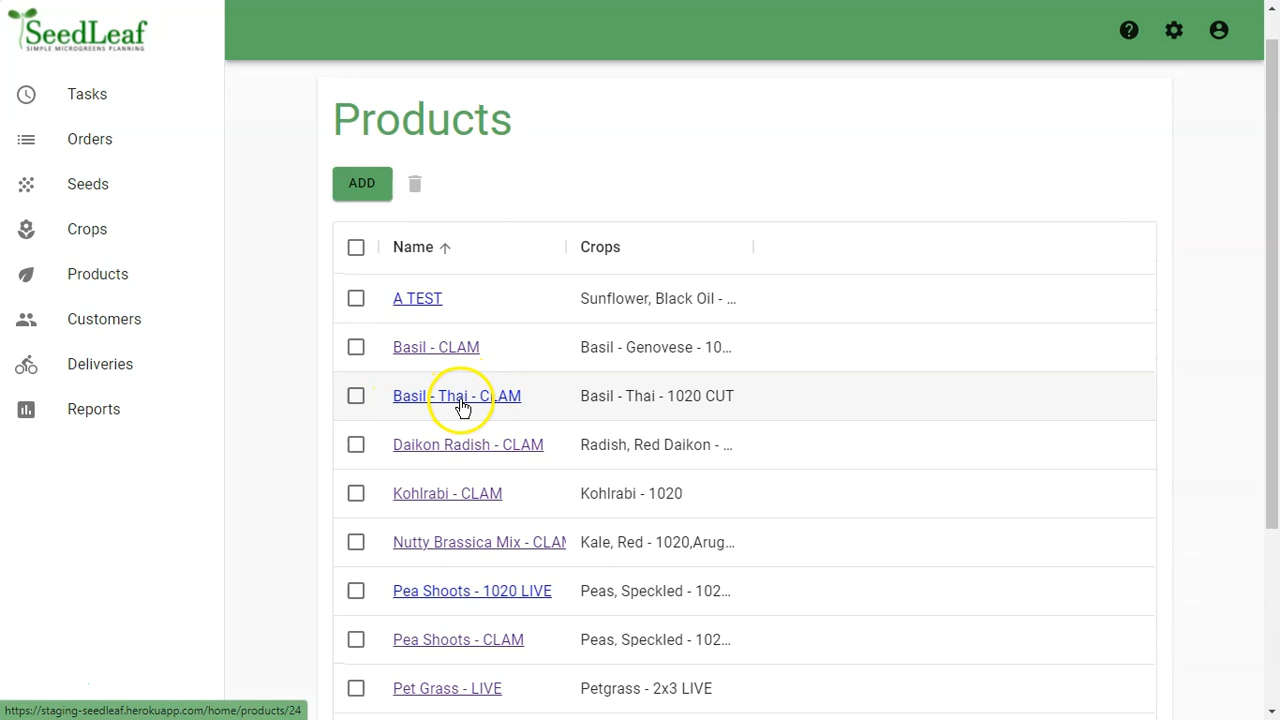 SeedLeaf
SIMPLE MICROGREENS PLANNING
Tasks
Orders
Seeds
Crops
Products
Customers
Deliveries
Reports
Products
ADD
Name Crops
A TEST Sunflower, Black Oil - ...
Basil - CLAM Basil - Genovese - 10...
Basil - Thai - CLAM Basil - Thai - 1020 CUT
Daikon Radish - CLAM Radish, Red Daikon - ...
Kohlrabi - CLAM Kohlrabi - 1020
Nutty Brassica Mix - CLAM Kale, Red - 1020,Arug...
Pea Shoots - 1020 LIVE Peas, Speckled - 102...
Pea Shoots - CLAM Peas, Speckled - 102...
Pet Grass - LIVE Petgrass - 2x3 LIVE
https://staging-seedleaf.herokuapp.com/home/products/24